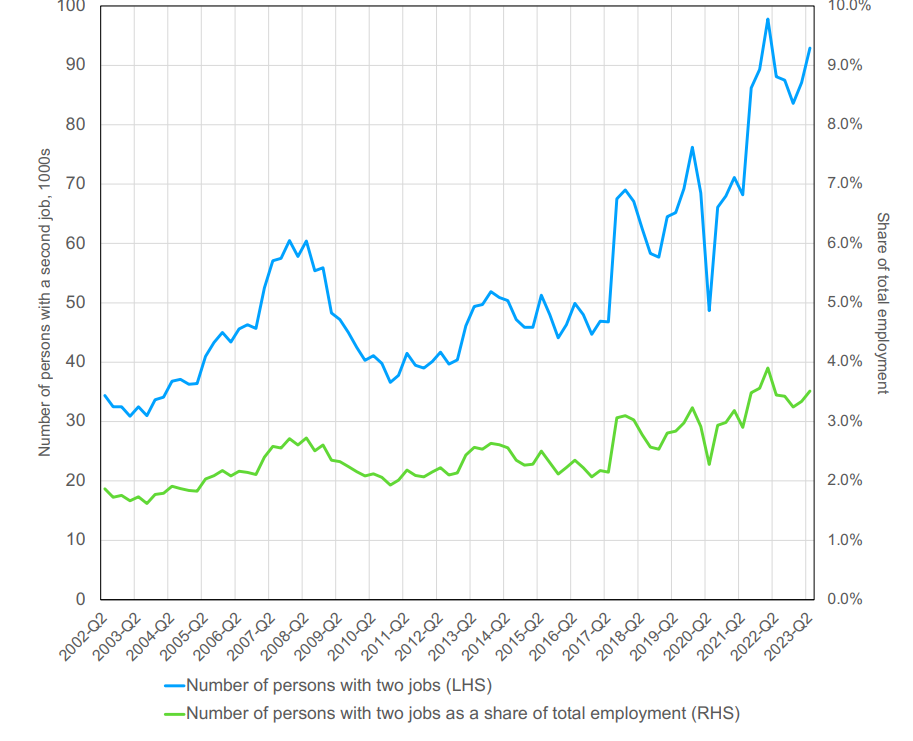 100
90
80
70
60
50
40
30
20
10
0
Number of persons with a second job, 1000s
10.0%
9.0%
8.0%
7.0%
6.0%
5.0%
4.0%
3.0%
2.0%
1.0%
0.0%
Share of total employment
2002-Q2
2003-Q2
2004-Q2
2005-Q2
2006-Q2
2007-Q2
2008-Q2
2009-Q2
2010-Q2
2011-Q2
2012-Q2
2013-Q2
2014-Q2
2015-Q2
2016-Q2
2017-Q2
2018-Q2
2019-Q2
2020-Q2
2021-Q2
2022-Q2
2023-Q2
Number of persons with two jobs (LHS)
Number of persons with two jobs as a share of total employment (RHS)